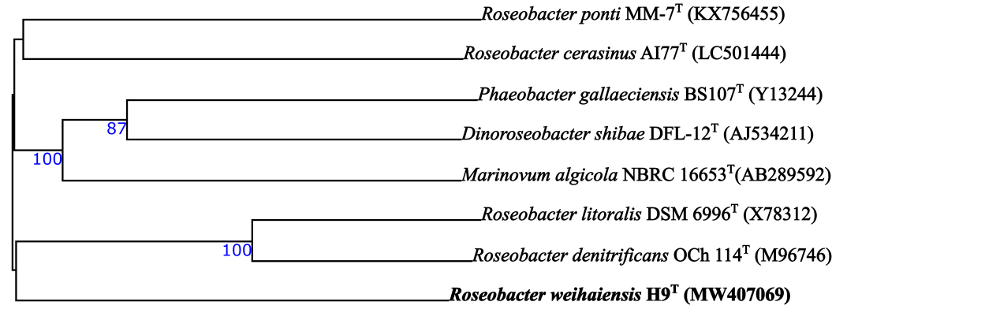 Roseobacter ponti MM-7ᵀ (KX756455)
Roseobacter cerasinus AI77ᵀ (LC501444)
Phaeobacter gallaeciensis BS107ᵀ (Y13244)
87
Dinoroseobacter shibae DFL-12ᵀ (AJ534211)
100
Marinovum algicola NBRC 16653ᵀ(AB289592)
Roseobacter litoralis DSM 6996ᵀ (X78312)
100
Roseobacter denitrificans OCh 114ᵀ (M96746)
Roseobacter weihaiensis H9ᵀ (MW407069)